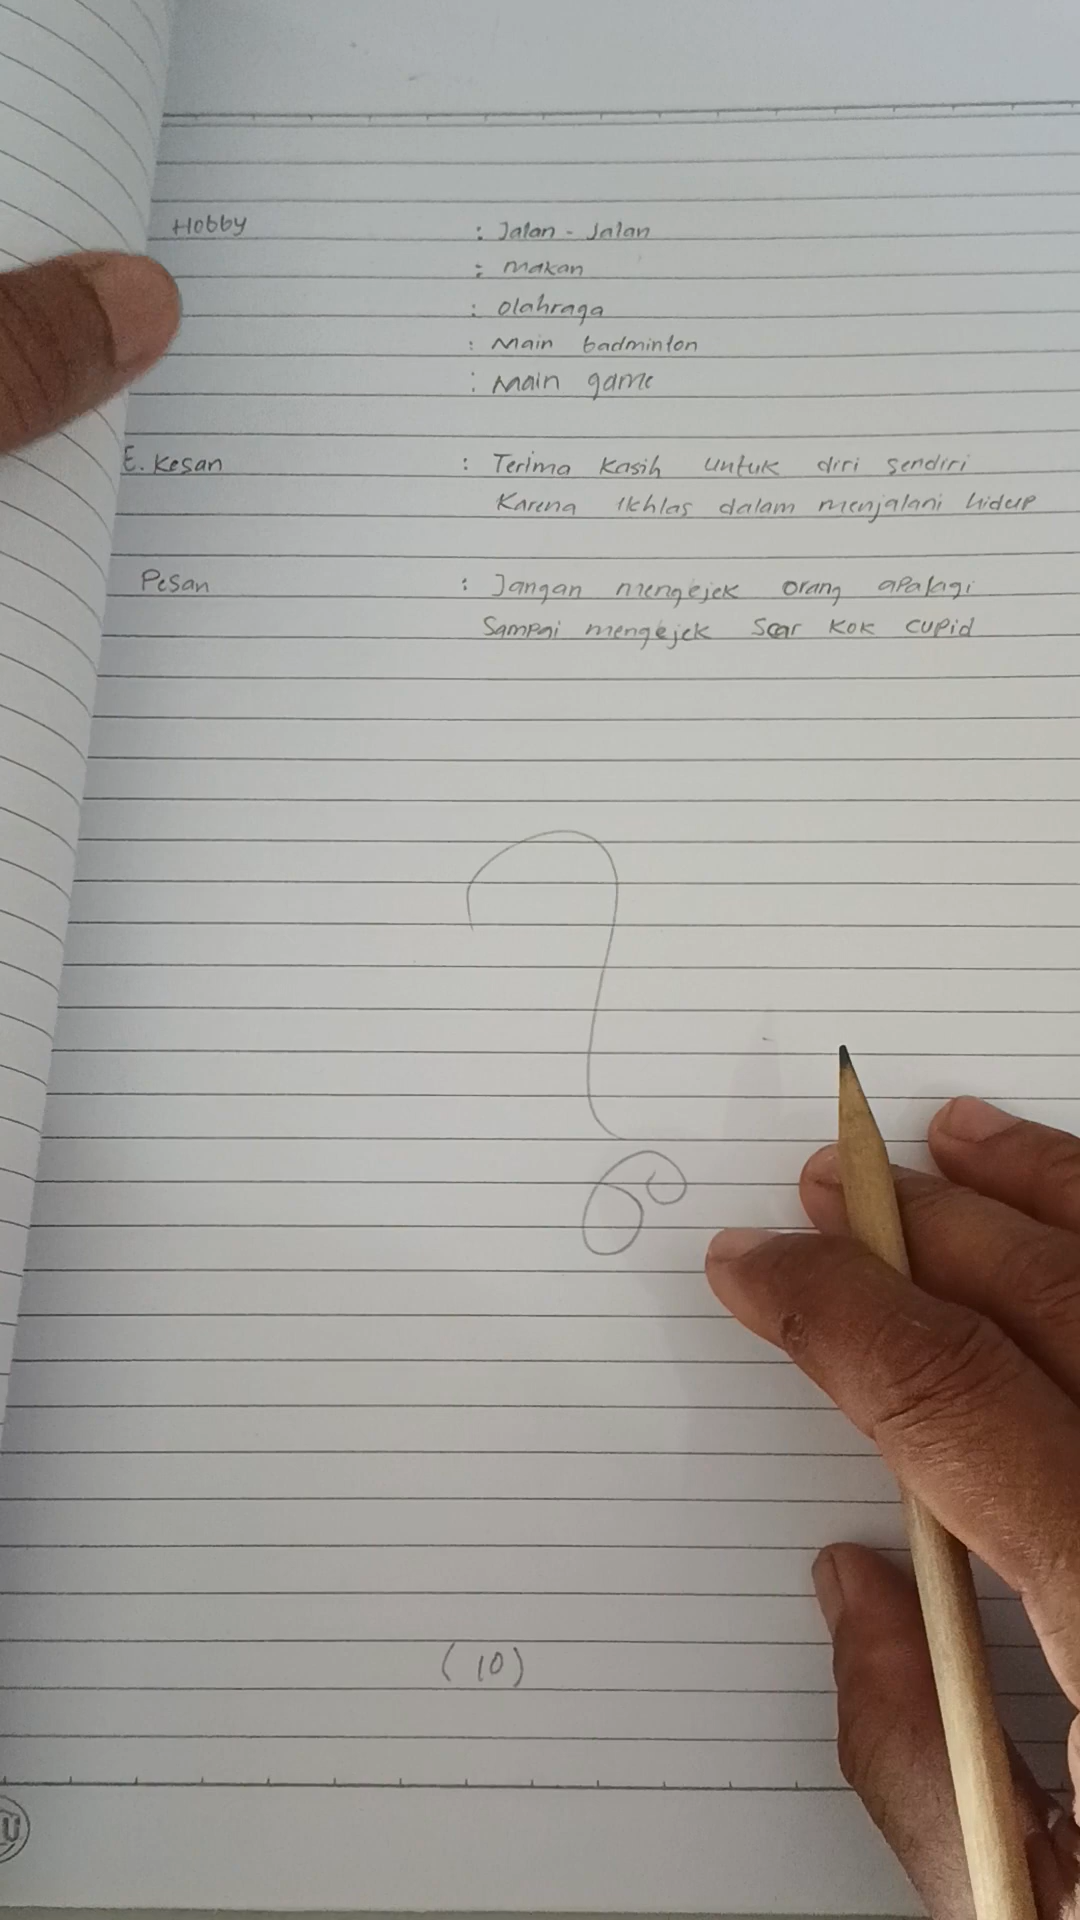 Hobby : Jalan - Jalan
: makan
: olahraga
: Main badminton
: Main game
E. Kesan : Terima Kasih untuk diri sendiri
Karena Ikhlas dalam menjalani hidup
Pesan : Jangan mengejek orang apalagi
Sampai mengejek Scar KOK cupid
(10)
U